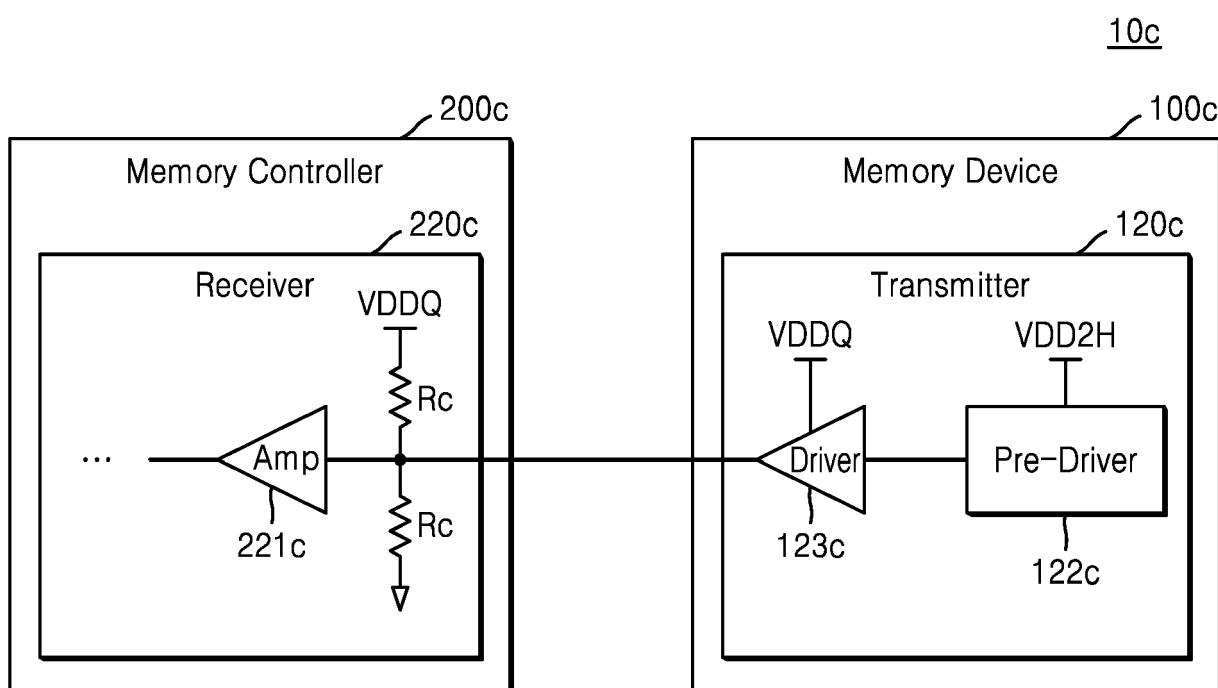 10c
200c
100c
Memory Controller
Memory Device
220c
120c
Receiver
Transmitter
VDDQ
VDDQ
VDD2H
Rc
... Amp
Driver
Pre-Driver
Rc
221c
123c
122c